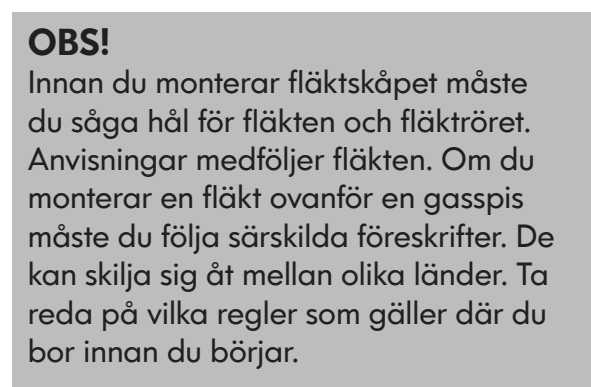 OBS!
Innan du monterar fläktskåpet måste
du såga hål för fläkten och fläktröret.
Anvisningar medföljer fläkten. Om du
monterar en fläkt ovanför en gasspis
måste du följa särskilda föreskrifter. De
kan skilja sig åt mellan olika länder. Ta
reda på vilka regler som gäller där du
bor innan du börjar.